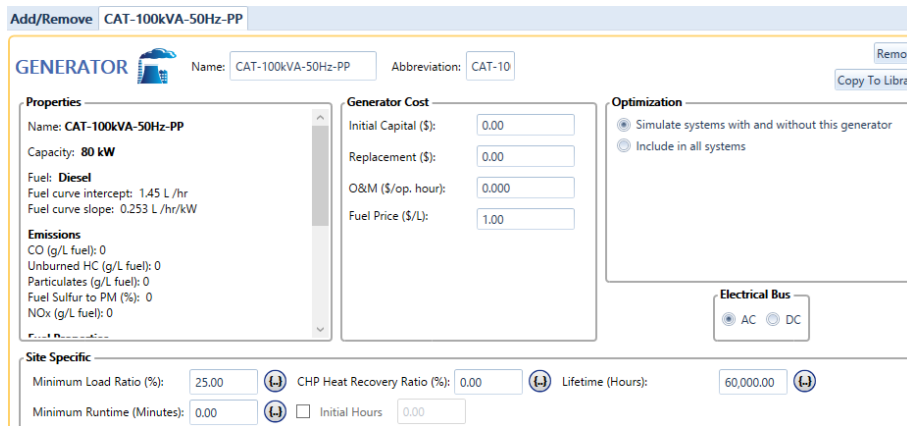 Add/Remove CAT-100kVA-50Hz-PP
GENERATOR Name: CAT-100kVA-50Hz-PP Abbreviation: CAT-10
Remo
Copy To Libra
Properties
Name: CAT-100kVA-50Hz-PP
Capacity: 80 kW
Fuel: Diesel
Fuel curve intercept: 1.45 L /hr
Fuel curve slope: 0.253 L /hr/kW
Emissions
CO (g/L fuel): 0
Unburned HC (g/L fuel): 0
Particulates (g/L fuel): 0
Fuel Sulfur to PM (%): 0
NOx (g/L fuel): 0
Fuel Properties
Generator Cost
Initial Capital ($): 0.00
Replacement ($): 0.00
O&M ($/op. hour): 0.000
Fuel Price ($/L): 1.00
Optimization
Simulate systems with and without this generator
Include in all systems
Electrical Bus
AC DC
Site Specific
Minimum Load Ratio (%): 25.00 {..} CHP Heat Recovery Ratio (%): 0.00 {..} Lifetime (Hours): 60,000.00 {..}
Minimum Runtime (Minutes): 0.00 {..} Initial Hours 0.00